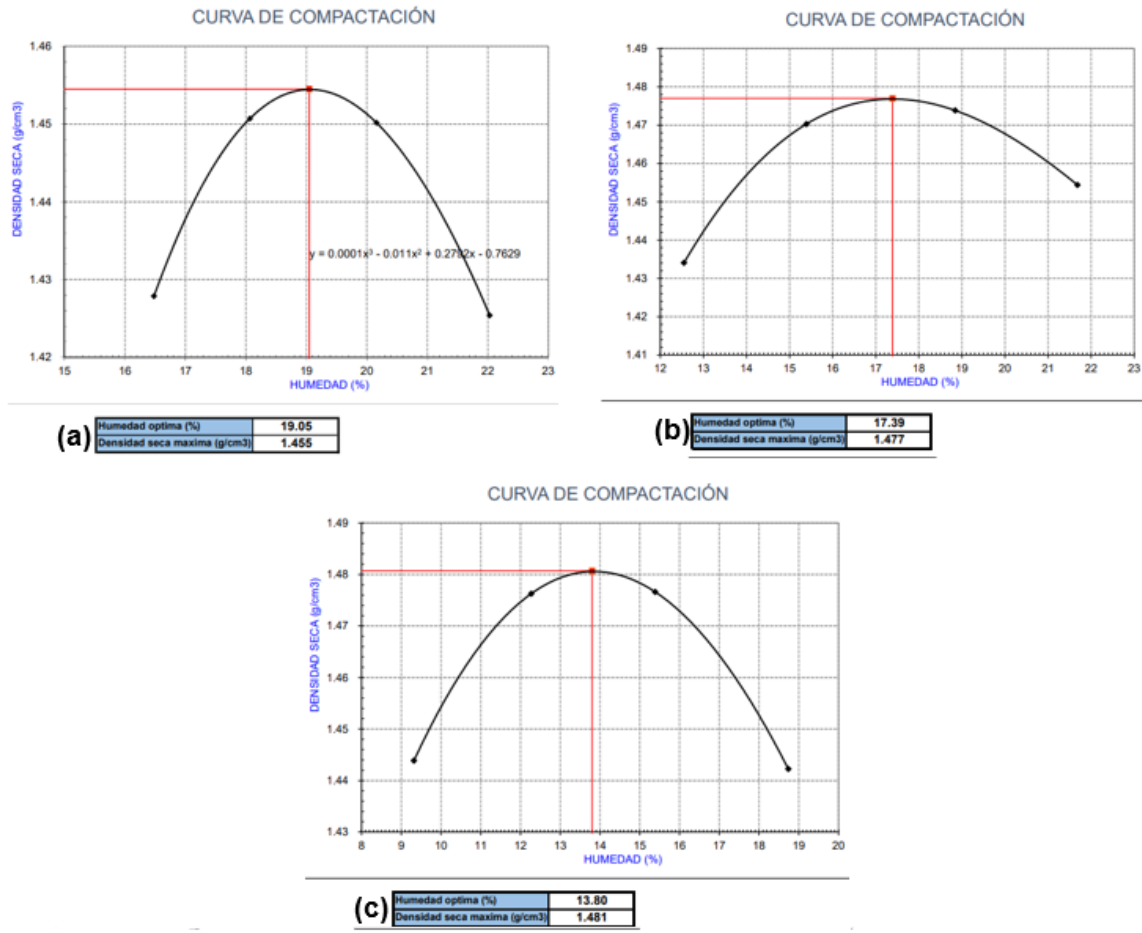 CURVA DE COMPACTACIÓN
DENSIDAD SECA (g/cm3)
1.46
1.45
1.44
1.43
1.42
y = 0.0001x³ - 0.011x² + 0.2792x - 0.7629
15 16 17 18 19 20 21 22 23
HUMEDAD (%)
(a)
Humedad optima (%) 19.05
Densidad seca maxima (g/cm3) 1.455
CURVA DE COMPACTACIÓN
DENSIDAD SECA (g/cm3)
1.49
1.48
1.47
1.46
1.45
1.44
1.43
1.42
1.41
12 13 14 15 16 17 18 19 20 21 22 23
HUMEDAD (%)
(b)
Humedad optima (%) 17.39
Densidad seca maxima (g/cm3) 1.477
CURVA DE COMPACTACIÓN
DENSIDAD SECA (g/cm3)
1.49
1.48
1.47
1.46
1.45
1.44
1.43
8 9 10 11 12 13 14 15 16 17 18 19 20
HUMEDAD (%)
(c)
Humedad optima (%) 13.80
Densidad seca maxima (g/cm3) 1.481